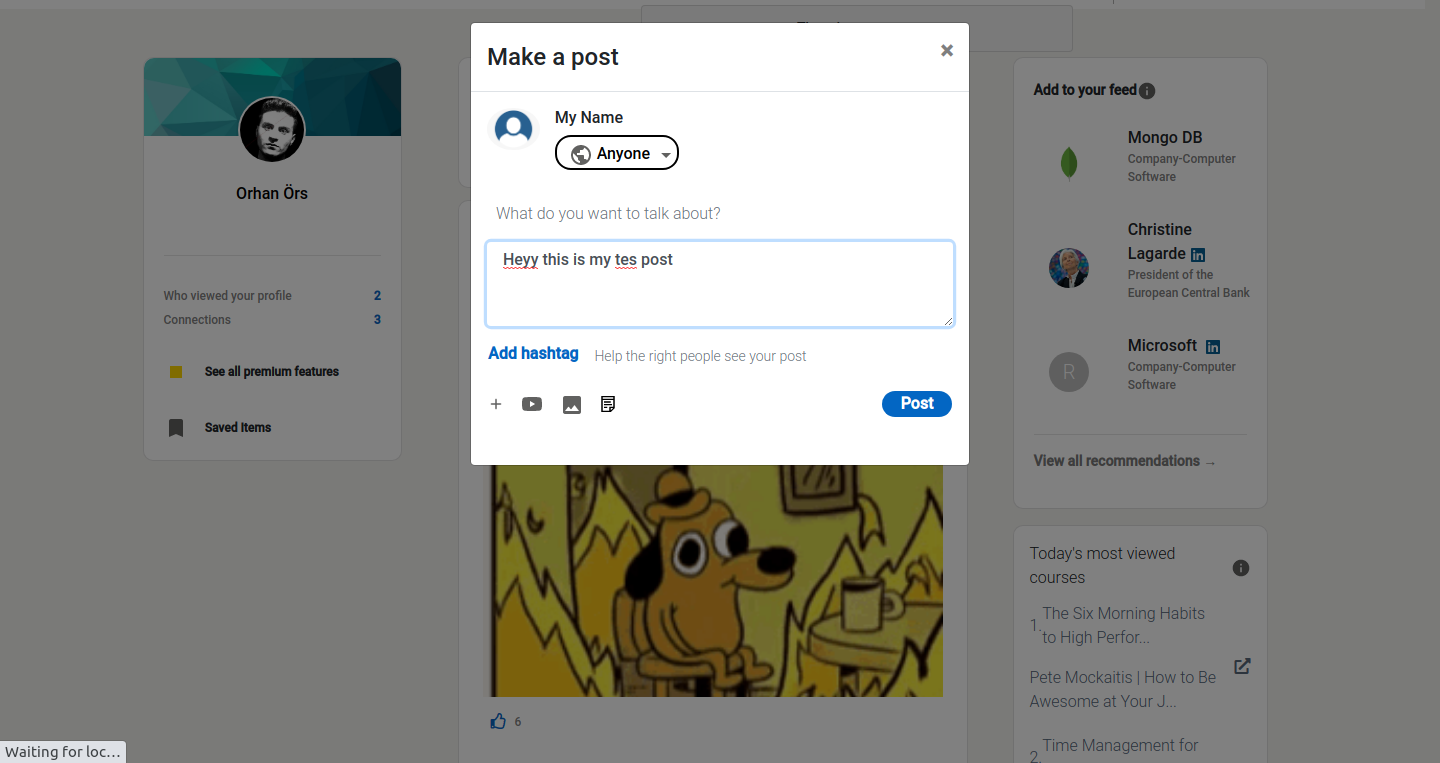 Make a post
×
My Name
Anyone
What do you want to talk about?
Heyy this is my tes post
Add hashtag Help the right people see your post
Post
Orhan Örs
Who viewed your profile 2
Connections 3
See all premium features
Saved Items
6
Add to your feed
Mongo DB
Company-Computer
Software
Christine
Lagarde in
President of the
European Central Bank
R
Microsoft in
Company-Computer
Software
View all recommendations →
Today's most viewed
courses
1. The Six Morning Habits
to High Perfor...
Pete Mockaitis | How to Be
Awesome at Your J...
2. Time Management for
Waiting for loc...